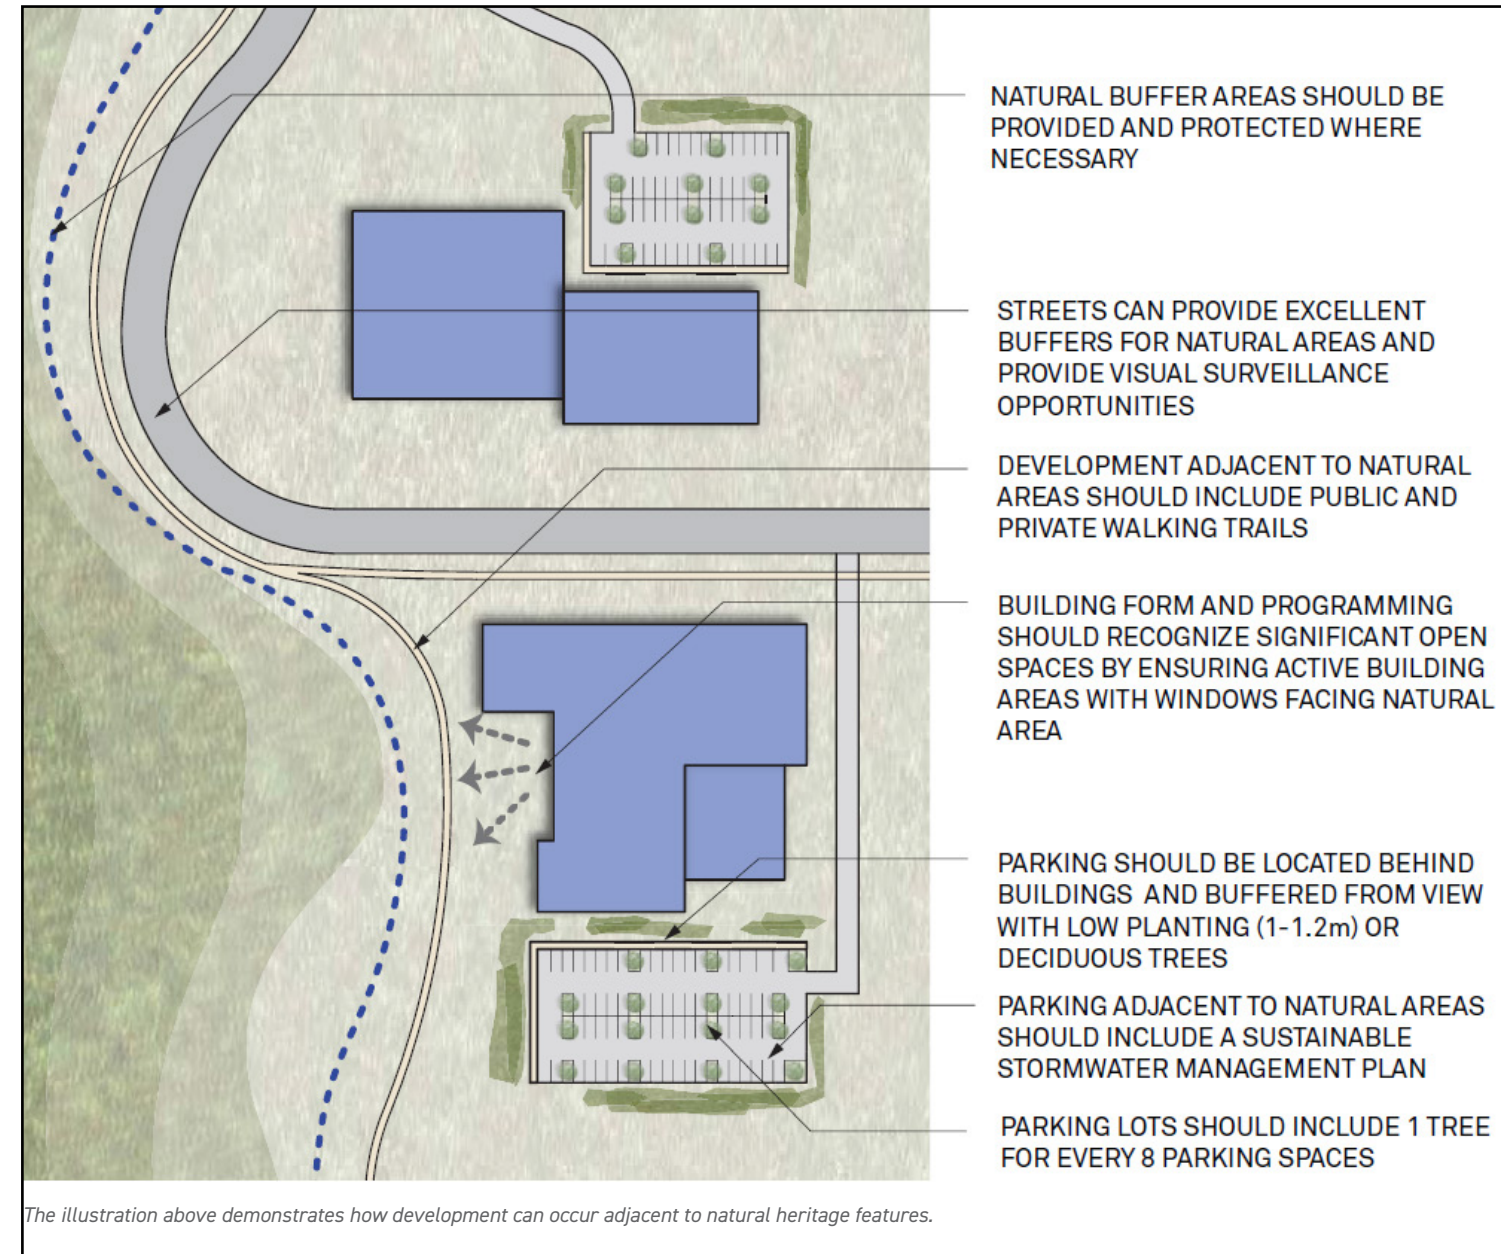 NATURAL BUFFER AREAS SHOULD BE
PROVIDED AND PROTECTED WHERE
NECESSARY
STREETS CAN PROVIDE EXCELLENT
BUFFERS FOR NATURAL AREAS AND
PROVIDE VISUAL SURVEILLANCE
OPPORTUNITIES
DEVELOPMENT ADJACENT TO NATURAL
AREAS SHOULD INCLUDE PUBLIC AND
PRIVATE WALKING TRAILS
BUILDING FORM AND PROGRAMMING
SHOULD RECOGNIZE SIGNIFICANT OPEN
SPACES BY ENSURING ACTIVE BUILDING
AREAS WITH WINDOWS FACING NATURAL
AREA
PARKING SHOULD BE LOCATED BEHIND
BUILDINGS AND BUFFERED FROM VIEW
WITH LOW PLANTING (1-1.2m) OR
DECIDUOUS TREES
PARKING ADJACENT TO NATURAL AREAS
SHOULD INCLUDE A SUSTAINABLE
STORMWATER MANAGEMENT PLAN
PARKING LOTS SHOULD INCLUDE 1 TREE
FOR EVERY 8 PARKING SPACES
The illustration above demonstrates how development can occur adjacent to natural heritage features.